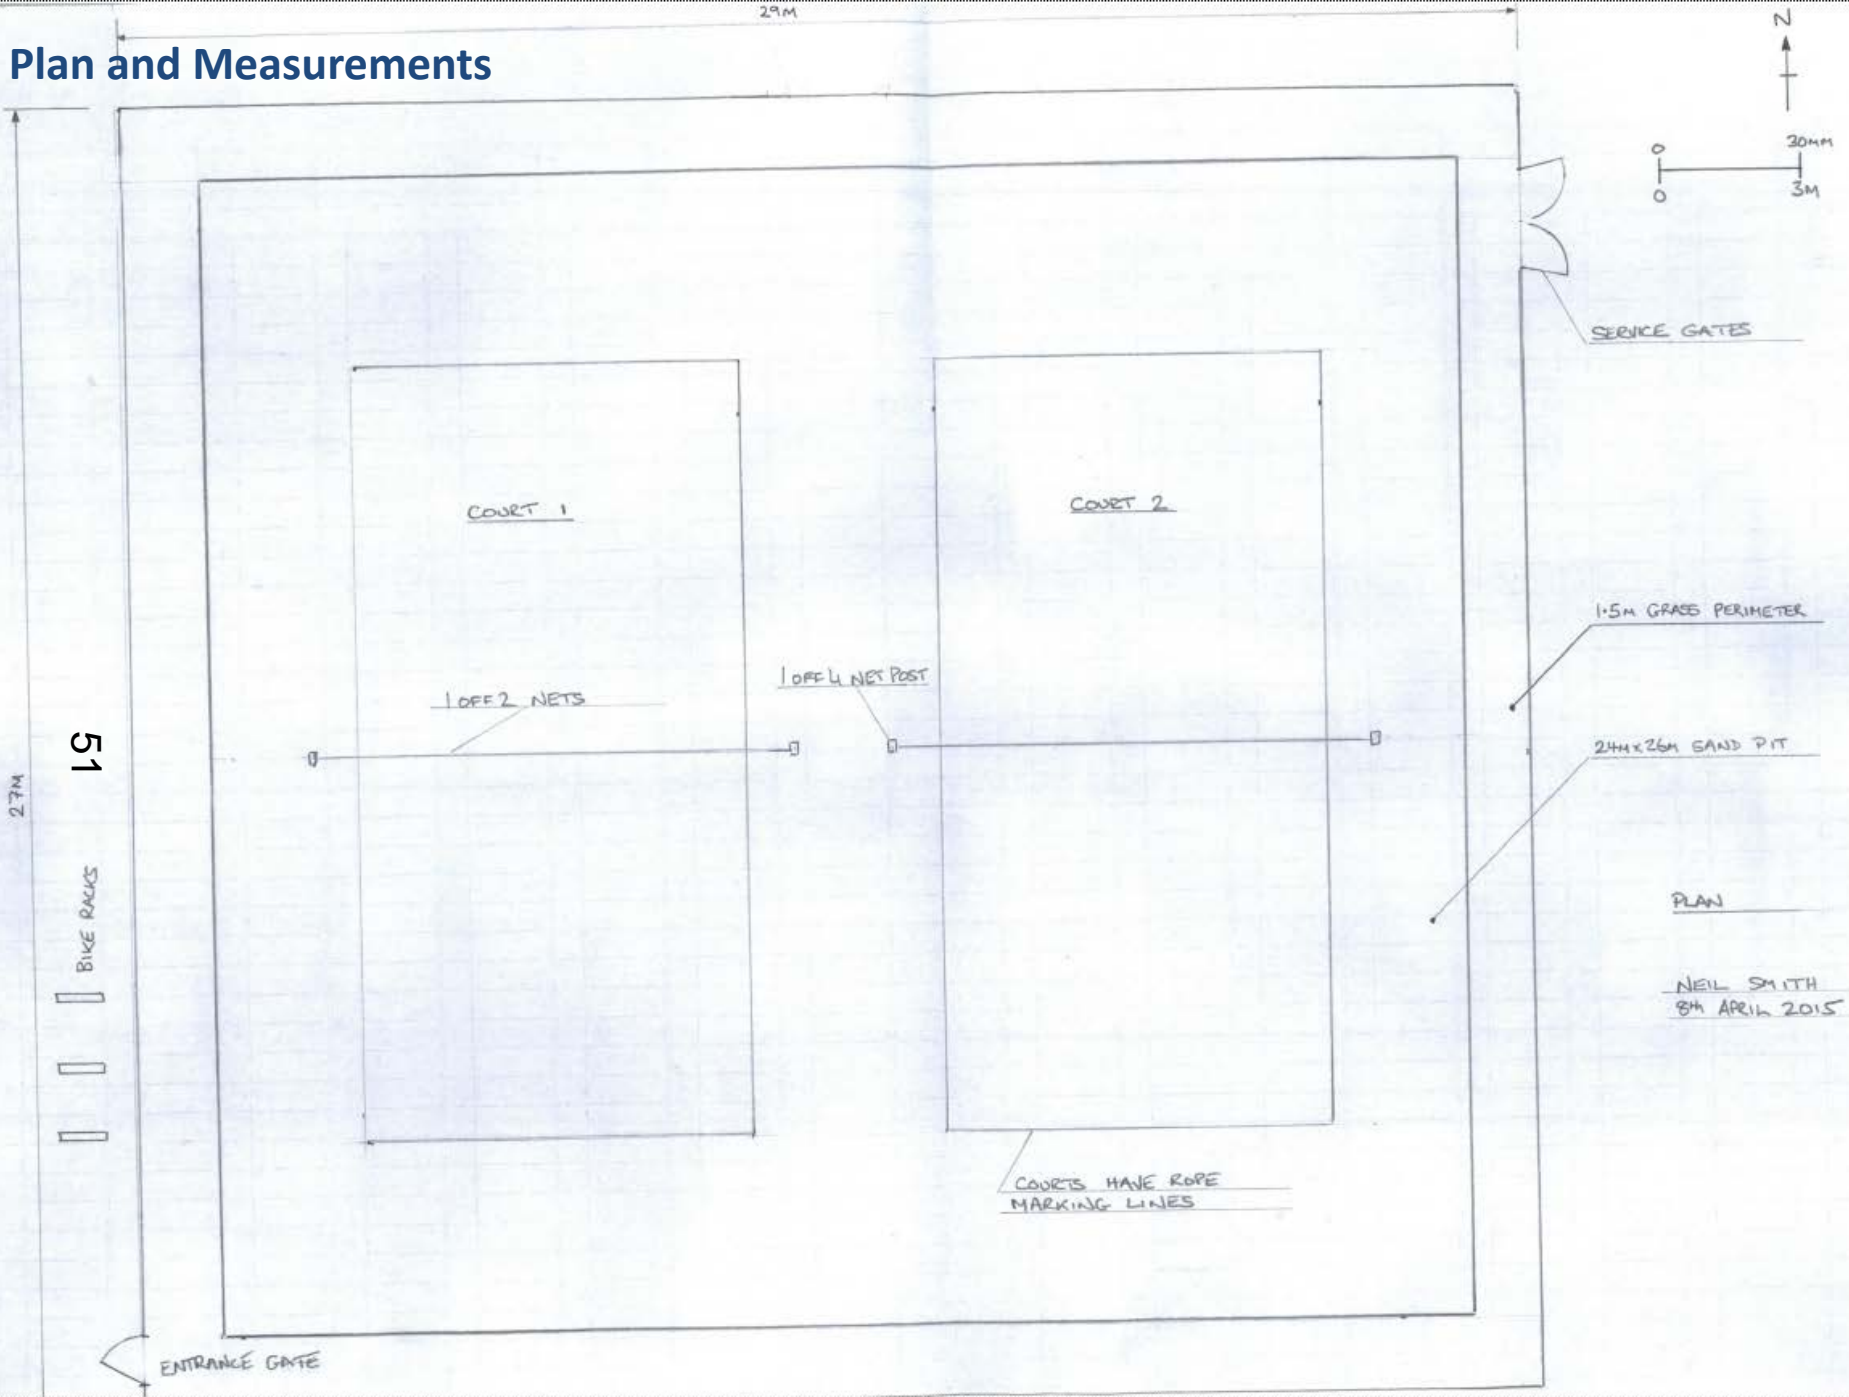 29M
Plan and Measurements
N
0 30MM
0 3M
SERVICE GATES
COURT 1
COURT 2
1.5M GRASS PERIMETER
1 OFF 4 NET POST
1 OFF 2 NETS
24M x 26M SAND PIT
51
27M
BIKE RACKS
PLAN
NEIL SMITH
8th APRIL 2015
COURTS HAVE ROPE
MARKING LINES
ENTRANCE GATE